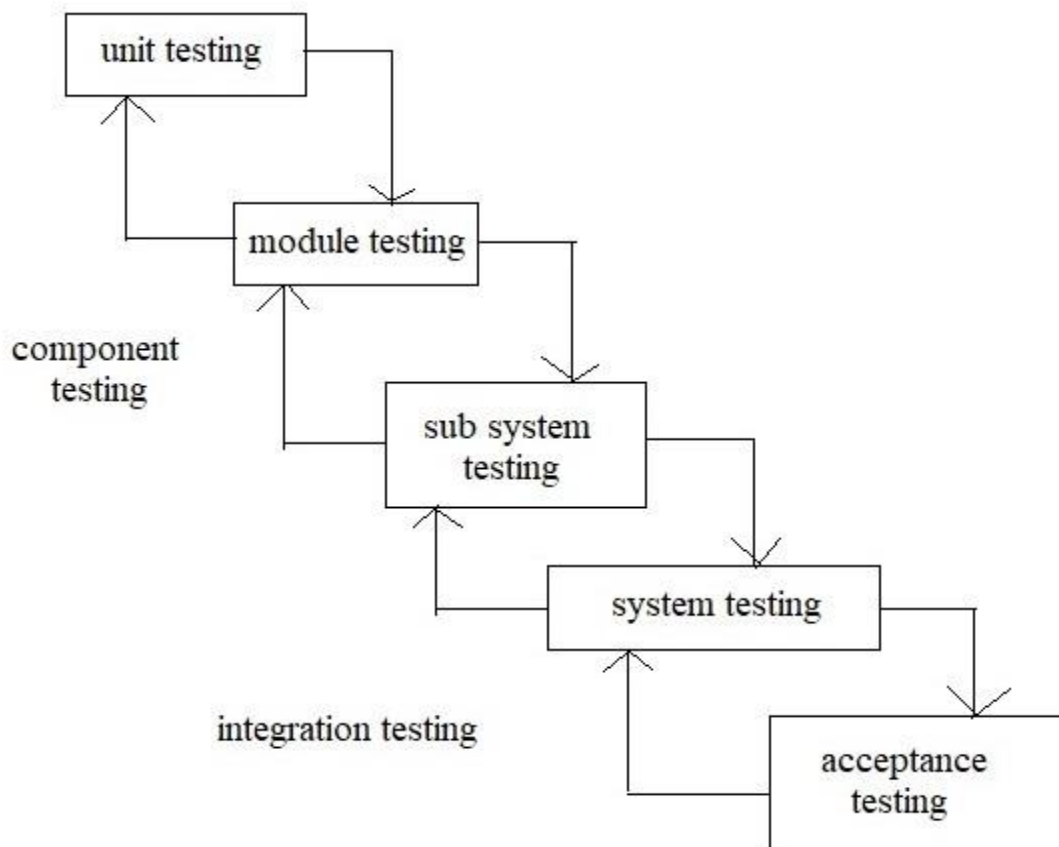 unit testing
module testing
component
testing
sub system
testing
system testing
integration testing
acceptance
testing